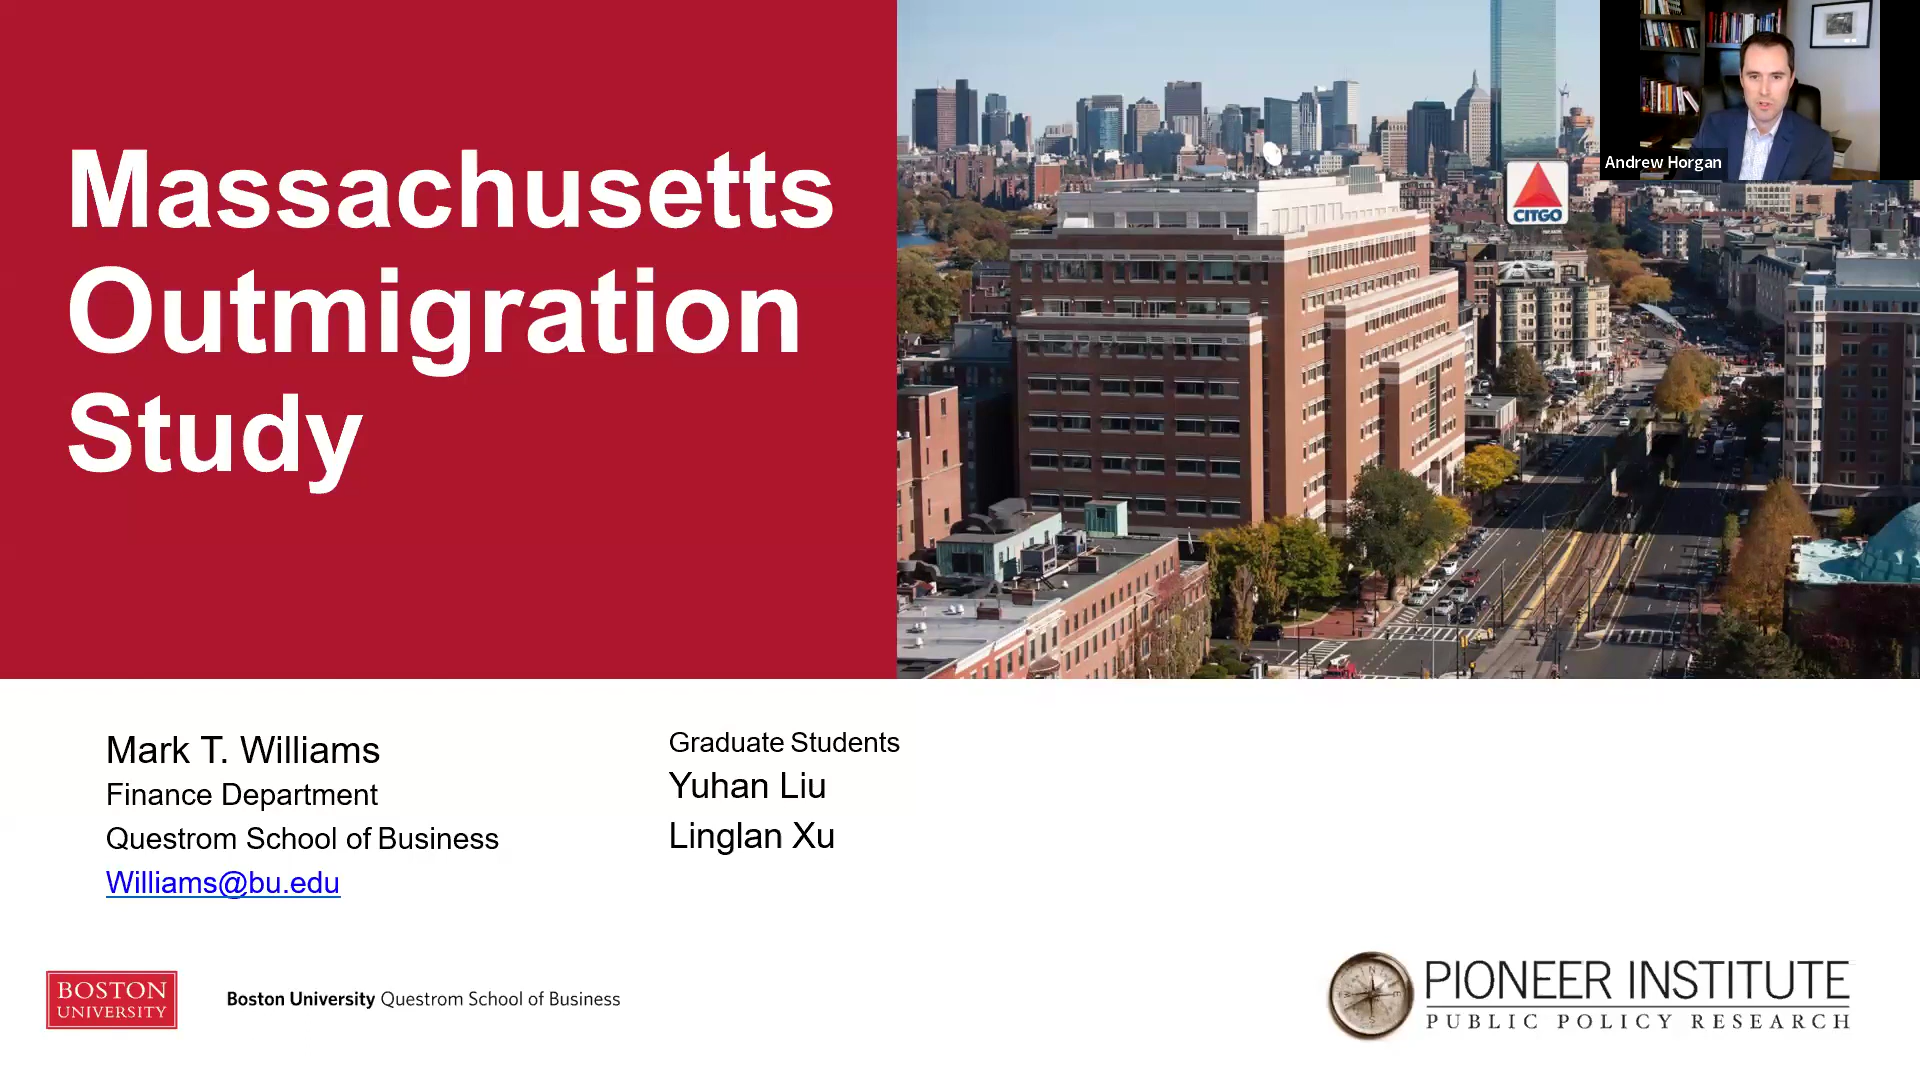 Massachusetts
Outmigration
Study
CITGO
Andrew Horgan
Mark T. Williams
Finance Department
Questrom School of Business
Williams@bu.edu
Graduate Students
Yuhan Liu
Linglan Xu
BOSTON
UNIVERSITY
Boston University Questrom School of Business
PIONEER INSTITUTE
PUBLIC POLICY RESEARCH